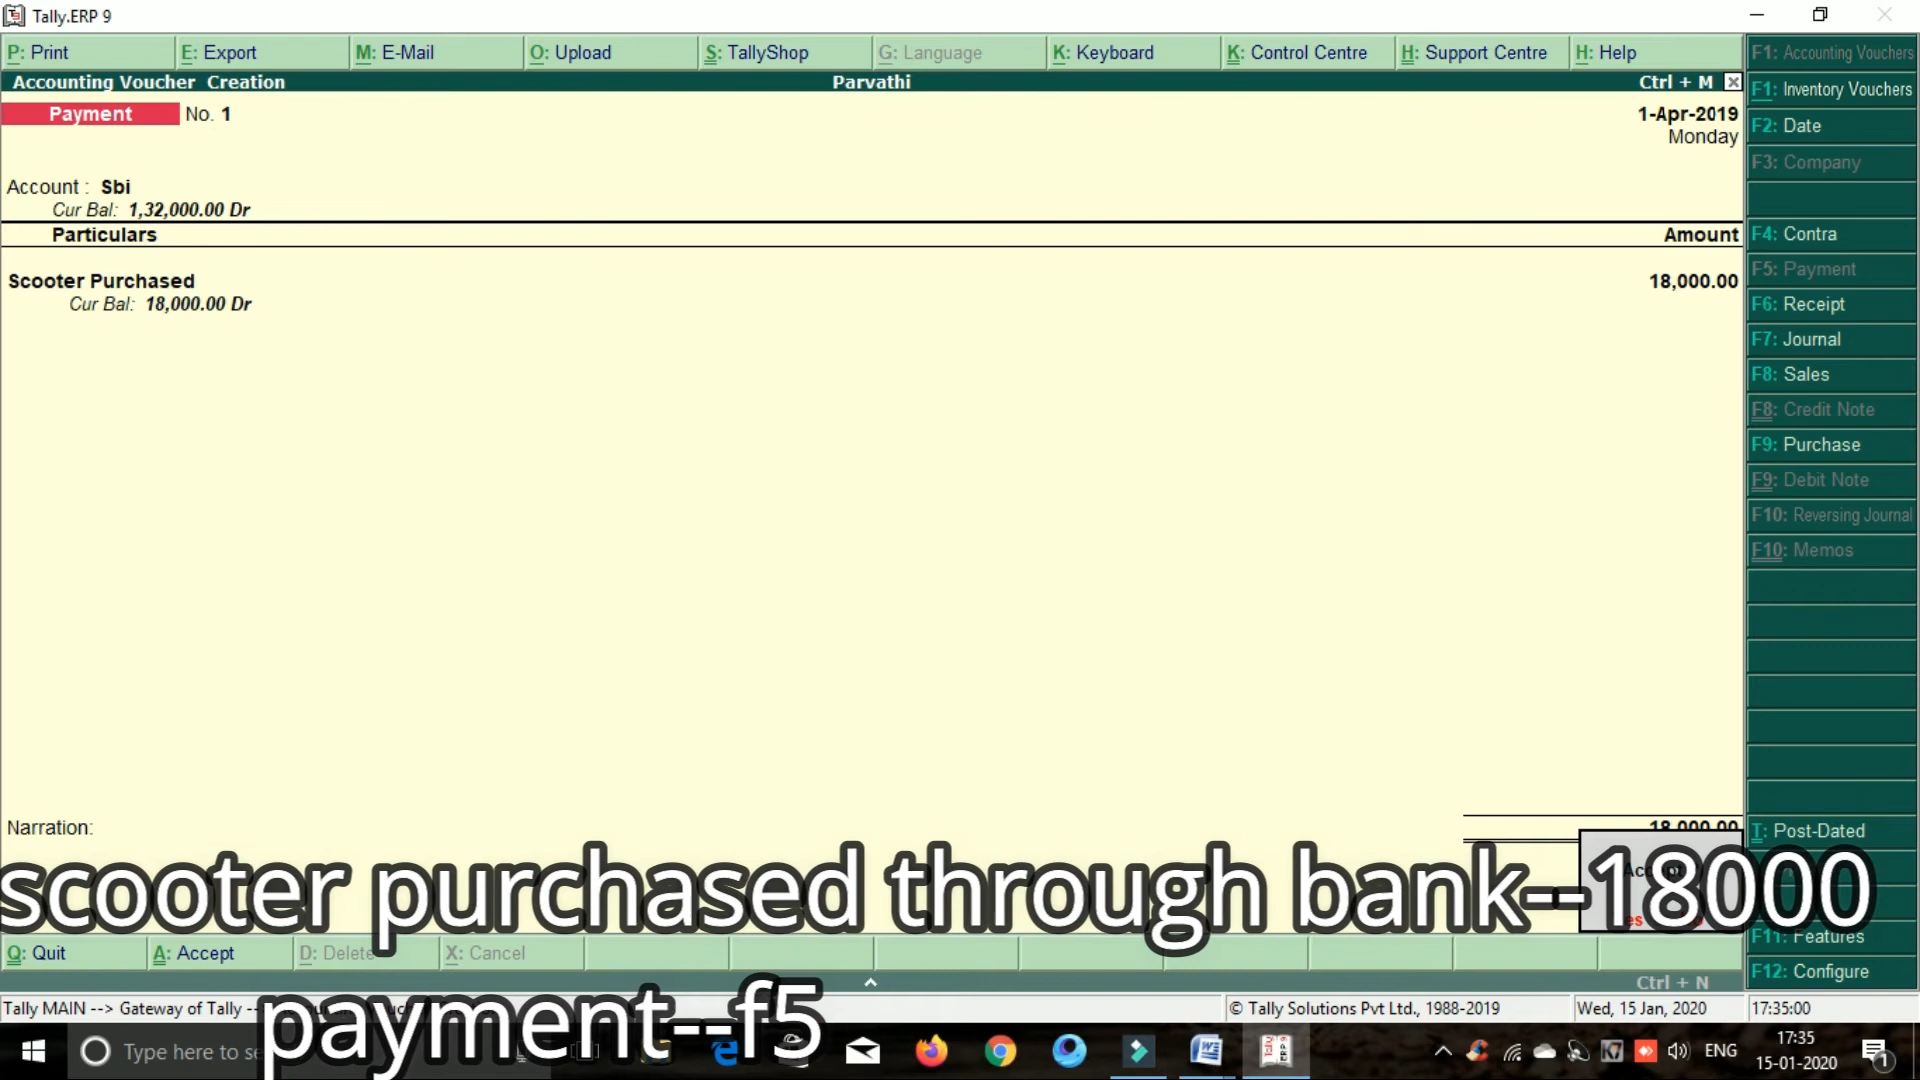 Tally.ERP 9
P: Print E: Export M: E-Mail O: Upload S: TallyShop G: Language K: Keyboard K: Control Centre H: Support Centre H: Help
Accounting Voucher Creation Parvathi Ctrl + M
Payment No. 1 1-Apr-2019
Monday
Account : Sbi
Cur Bal: 1,32,000.00 Dr
Particulars Amount
Scooter Purchased 18,000.00
Cur Bal: 18,000.00 Dr
Narration: 18,000.00
scooter purchased through bank--18000
payment--f5
Q: Quit A: Accept D: Delete X: Cancel
Ctrl + N
Tally MAIN --> Gateway of Tally -- © Tally Solutions Pvt Ltd., 1988-2019 Wed, 15 Jan, 2020 17:35:00
F1: Accounting Vouchers
F1: Inventory Vouchers
F2: Date
F3: Company
F4: Contra
F5: Payment
F6: Receipt
F7: Journal
F8: Sales
F8: Credit Note
F9: Purchase
F9: Debit Note
F10: Reversing Journal
F10: Memos
T: Post-Dated
F11: Features
F12: Configure
Type here to
ENG 17:35
15-01-2020
1